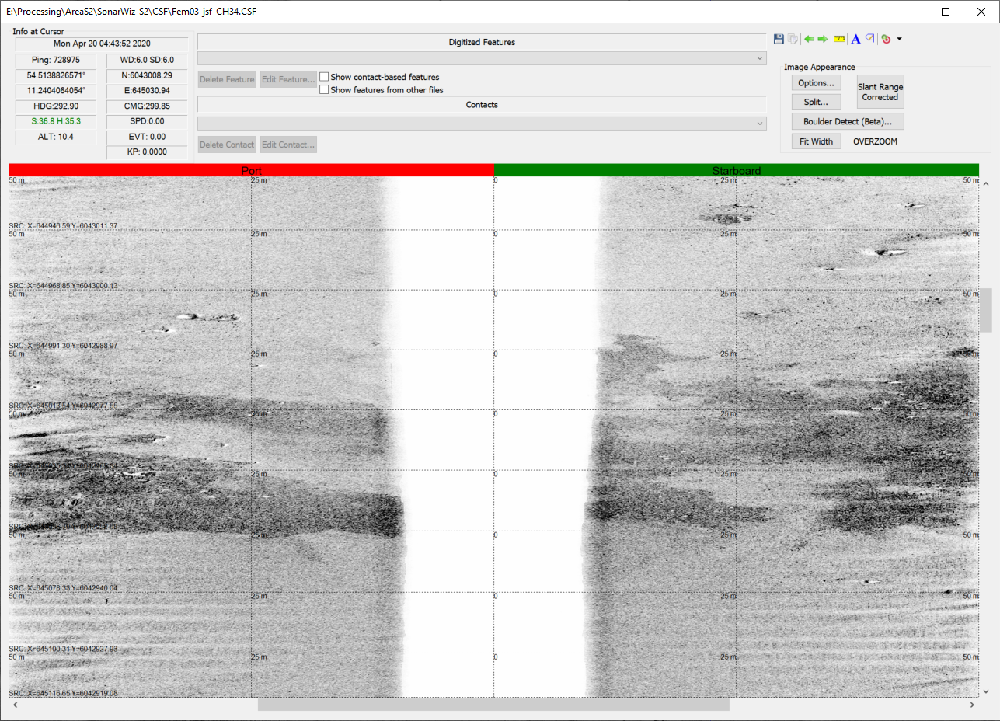 E:\Processing\AreaS2\SonarWiz_S2\CSF\Fem03_jsf-CH34.CSF
Info at Cursor
Mon Apr 20 04:43:52 2020
Ping: 728975 WD:6.0 SD:6.0
54.5138826571° N:6043008.29
11.2404064054° E:645030.94
HDG:292.90 CMG:299.85
S:36.8 H:35.3 SPD:0.00
ALT: 10.4 EVT: 0.00
KP: 0.0000
Digitized Features
Delete Feature Edit Feature... Show contact-based features
Show features from other files
Contacts
Delete Contact Edit Contact...
A
Image Appearance
Options... Slant Range Corrected
Split...
Boulder Detect (Beta)...
Fit Width OVERZOOM
Port Starboard
50 m 25 m 0 25 m 50 m
SRC: X=644946.59 Y=6043011.37
50 m 25 m 0 25 m 50 m
SRC: X=644968.85 Y=6043000.13
50 m 25 m 0 25 m 50 m
SRC: X=644991.30 Y=6042988.97
50 m 25 m 0 25 m 50 m
SRC: X=645013.54 Y=6042977.55
50 m 25 m 0 25 m 50 m
50 m 25 m 0 25 m 50 m
50 m 25 m 0 25 m 50 m
SRC: X=645078.33 Y=6042940.04
50 m 25 m 0 25 m 50 m
SRC: X=645100.31 Y=6042927.93
50 m 25 m 0 25 m 50 m
SRC: X=645116.65 Y=6042919.08